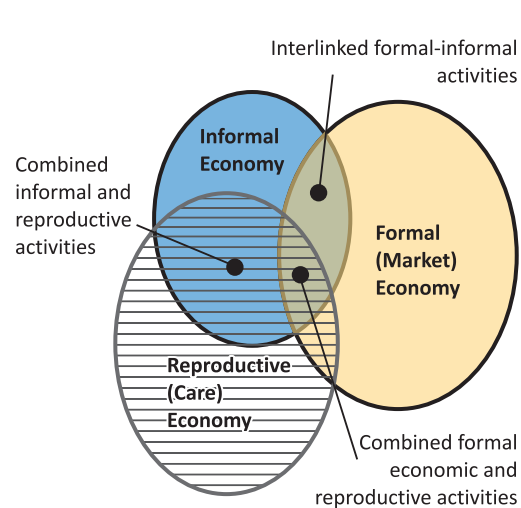 Interlinked formal-informal
activities
Informal
Economy
Combined
informal and
reproductive
activities
Formal
(Market)
Economy
Reproductive
(Care)
Economy
Combined formal
economic and
reproductive activities